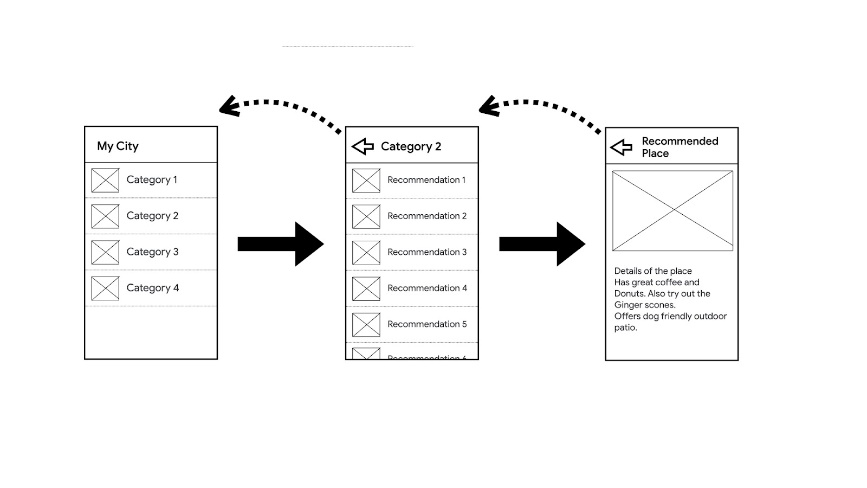 My City
Category 1
Category 2
Category 3
Category 4
Category 2
Recommendation 1
Recommendation 2
Recommendation 3
Recommendation 4
Recommendation 5
Recommendation 6
Recommended
Place
Details of the place
Has great coffee and
Donuts. Also try out the
Ginger scones.
Offers dog friendly outdoor
patio.